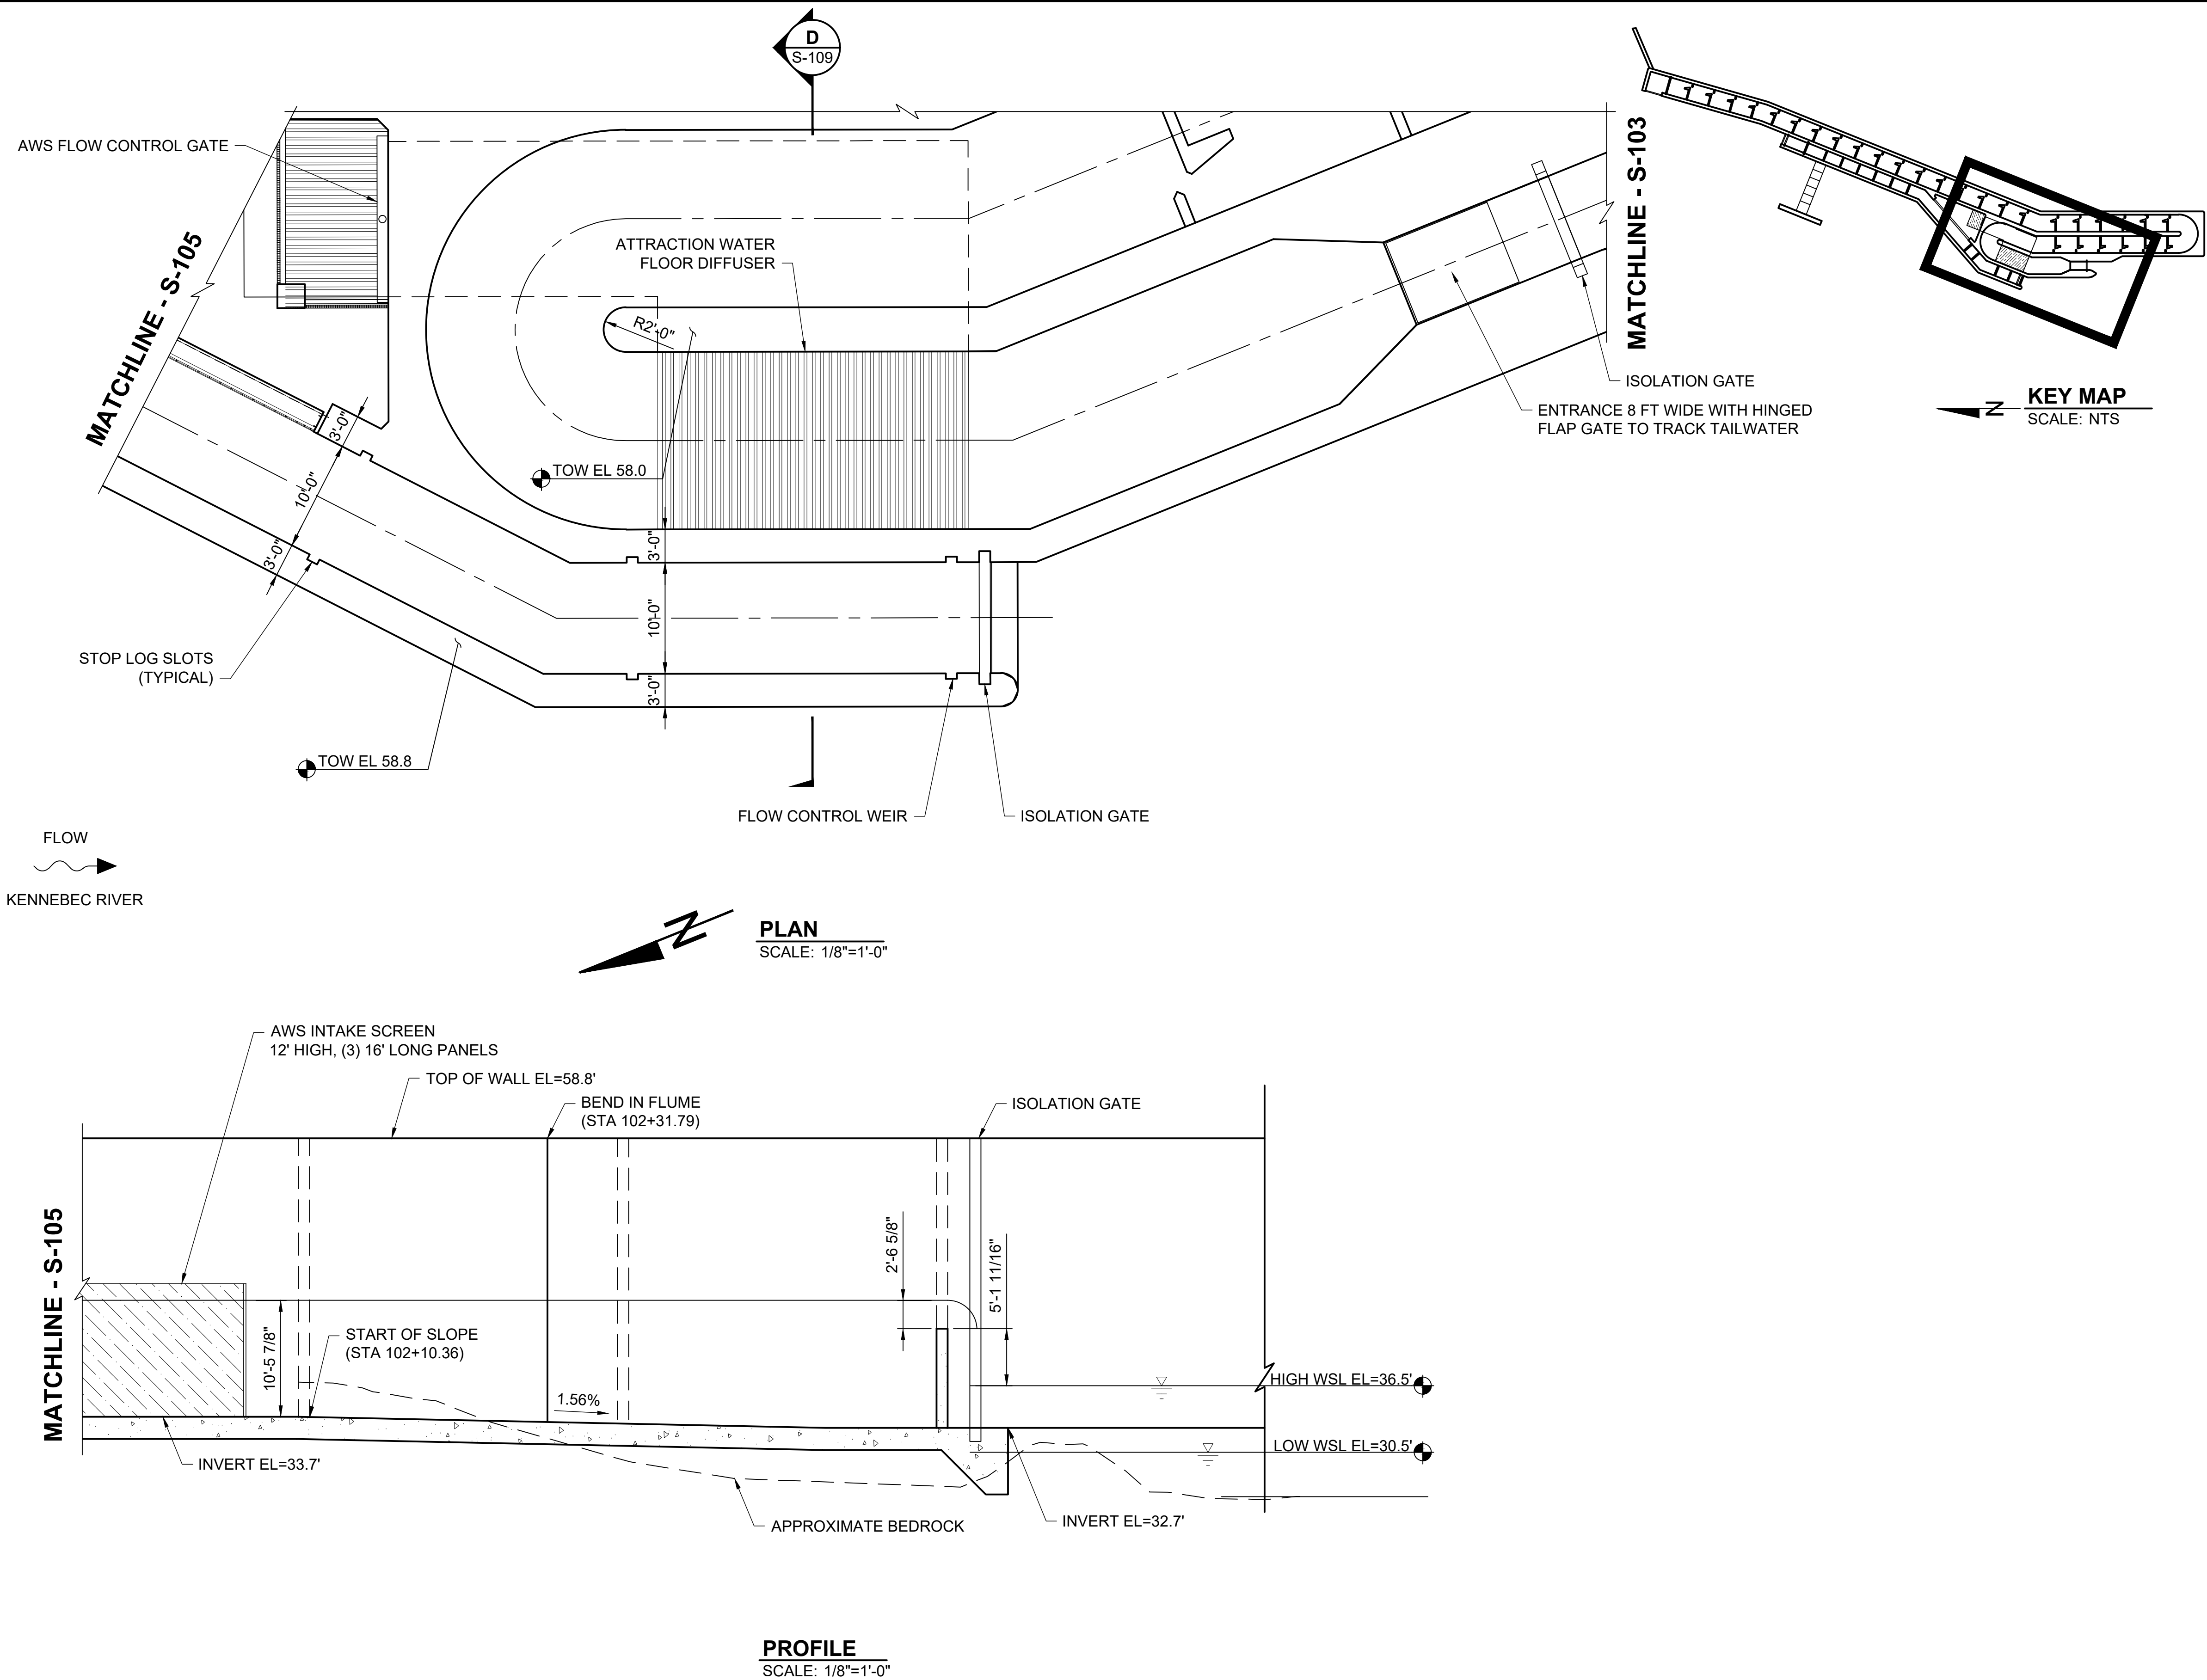 D
S-109
AWS FLOW CONTROL GATE
MATCHLINE - S-105
ATTRACTION WATER
FLOOR DIFFUSER
R2'-0"
TOW EL 58.0
MATCHLINE - S-103
ISOLATION GATE
ENTRANCE 8 FT WIDE WITH HINGED
FLAP GATE TO TRACK TAILWATER
N
KEY MAP
SCALE: NTS
3'-0"
10'-0"
3'-0"
3'-0"
10'-0"
3'-0"
STOP LOG SLOTS
(TYPICAL)
TOW EL 58.8
FLOW CONTROL WEIR
ISOLATION GATE
FLOW
KENNEBEC RIVER
N
PLAN
SCALE: 1/8"=1'-0"
AWS INTAKE SCREEN
12' HIGH, (3) 16' LONG PANELS
TOP OF WALL EL=58.8'
BEND IN FLUME
(STA 102+31.79)
ISOLATION GATE
MATCHLINE - S-105
2'-6 5/8"
5'-1 11/16"
10'-5 7/8"
START OF SLOPE
(STA 102+10.36)
1.56%
HIGH WSL EL=36.5'
LOW WSL EL=30.5'
INVERT EL=33.7'
APPROXIMATE BEDROCK
INVERT EL=32.7'
PROFILE
SCALE: 1/8"=1'-0"